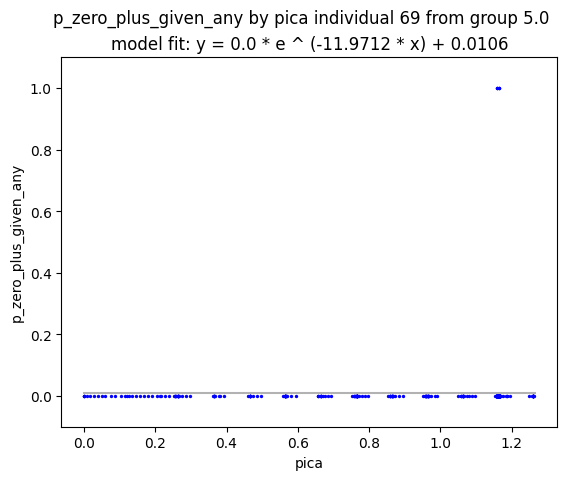 p_zero_plus_given_any by pica individual 69 from group 5.0
model fit: y = 0.0 * e ^ (-11.9712 * x) + 0.0106
1.0
0.8
0.6
0.4
0.2
0.0
p_zero_plus_given_any
0.0 0.2 0.4 0.6 0.8 1.0 1.2
pica